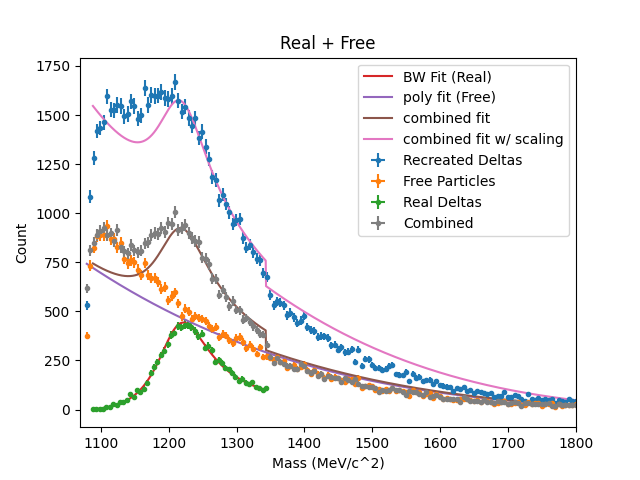 Real + Free
1750
1500
1250
1000
750
500
250
0
Count
1100
1200
1300
1400
1500
1600
1700
1800
Mass (MeV/c^2)
BW Fit (Real)
poly fit (Free)
combined fit
combined fit w/ scaling
Recreated Deltas
Free Particles
Real Deltas
Combined